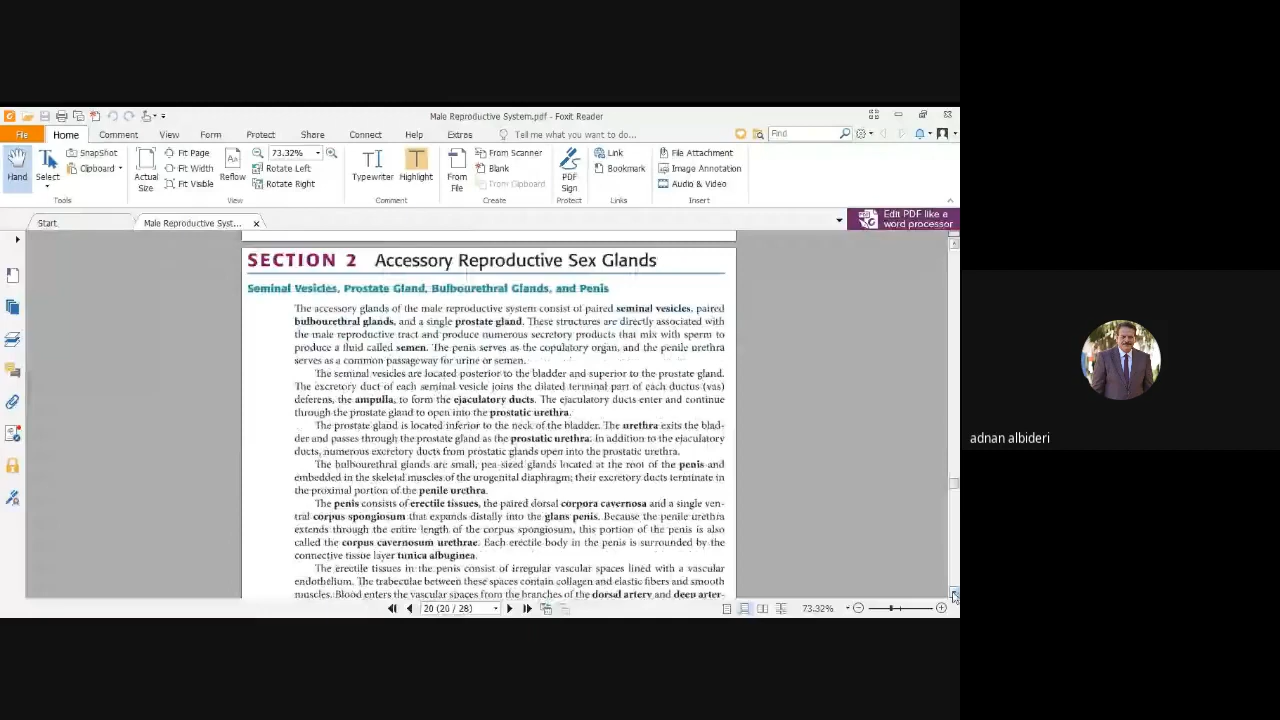 Male Reproductive System.pdf - Foxit Reader
File Home Comment View Form Protect Share Connect Help Extras Tell me what you want to do... Find
Hand
Select
SnapShot
Clipboard
Tools
Actual Size
Fit Page
Fit Width
Fit Visible
Reflow
73.32%
Rotate Left
Rotate Right
View
Typewriter
Highlight
Comment
From File
From Scanner
Blank
From Clipboard
Create
PDF Sign
Protect
Link
Bookmark
Links
File Attachment
Image Annotation
Audio & Video
Insert
Start
Male Reproductive Syst...
Edit PDF like a
word processor
SECTION 2 Accessory Reproductive Sex Glands
Seminal Vesicles, Prostate Gland, Bulbourethral Glands, and Penis
The accessory glands of the male reproductive system consist of paired seminal vesicles, paired
bulbourethral glands, and a single prostate gland. These structures are directly associated with
the male reproductive tract and produce numerous secretory products that mix with sperm to
produce a fluid called semen. The penis serves as the copulatory organ, and the penile urethra
serves as a common passageway for urine or semen.
The seminal vesicles are located posterior to the bladder and superior to the prostate gland.
The excretory duct of each seminal vesicle joins the dilated terminal part of each ductus (vas)
deferens, the ampulla, to form the ejaculatory ducts. The ejaculatory ducts enter and continue
through the prostate gland to open into the prostatic urethra.
The prostate gland is located inferior to the neck of the bladder. The urethra exits the blad-
der and passes through the prostate gland as the prostatic urethra. In addition to the ejaculatory
ducts, numerous excretory ducts from prostatic glands open into the prostatic urethra.
The bulbourethral glands are small, pea-sized glands located at the root of the penis and
embedded in the skeletal muscles of the urogenital diaphragm; their excretory ducts terminate in
the proximal portion of the penile urethra.
The penis consists of erectile tissues, the paired dorsal corpora cavernosa and a single ven-
tral corpus spongiosum that expands distally into the glans penis. Because the penile urethra
extends through the entire length of the corpus spongiosum, this portion of the penis is also
called the corpus cavernosum urethrae. Each erectile body in the penis is surrounded by the
connective tissue layer tunica albuginea.
The erectile tissues in the penis consist of irregular vascular spaces lined with a vascular
endothelium. The trabecular between these spaces contain collagen and elastic fibers and smooth
muscles. Blood enters the vascular spaces from the branches of the dorsal artery and deep arter-
20 (20 / 28)
73.32%
adnan albideri